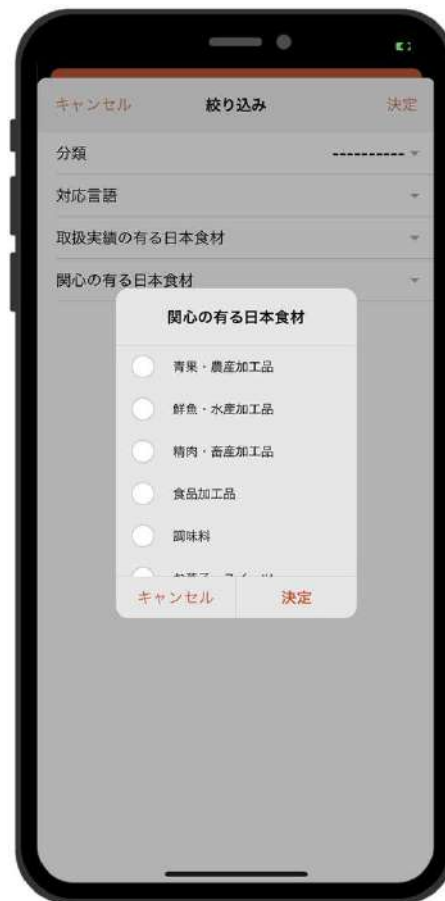 キャンセル 絞り込み 決定
分類 ----------
対応言語
取扱実績の有る日本食材
関心の有る日本食材
関心の有る日本食材
青果・農産加工品
鮮魚・水産加工品
精肉・畜産加工品
食品加工品
調味料
キャンセル 決定